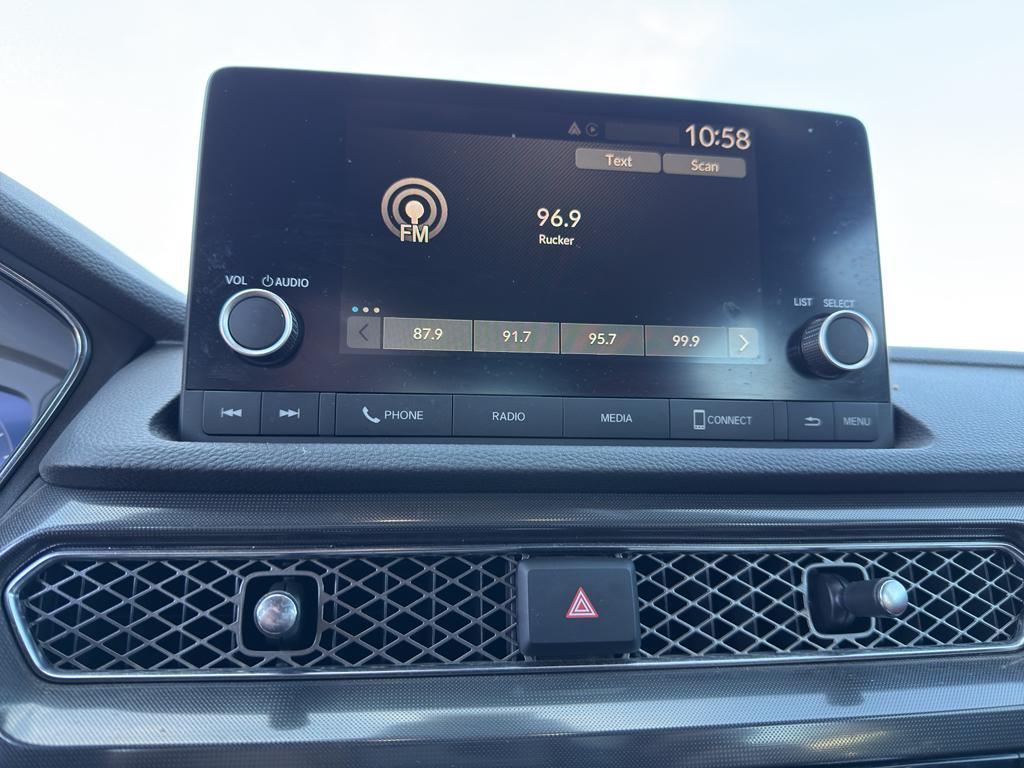 10:58
Text
Scan
FM
96.9
Rucker
VOL AUDIO
LIST SELECT
87.9
91.7
95.7
99.9
PHONE
RADIO
MEDIA
CONNECT
MENU